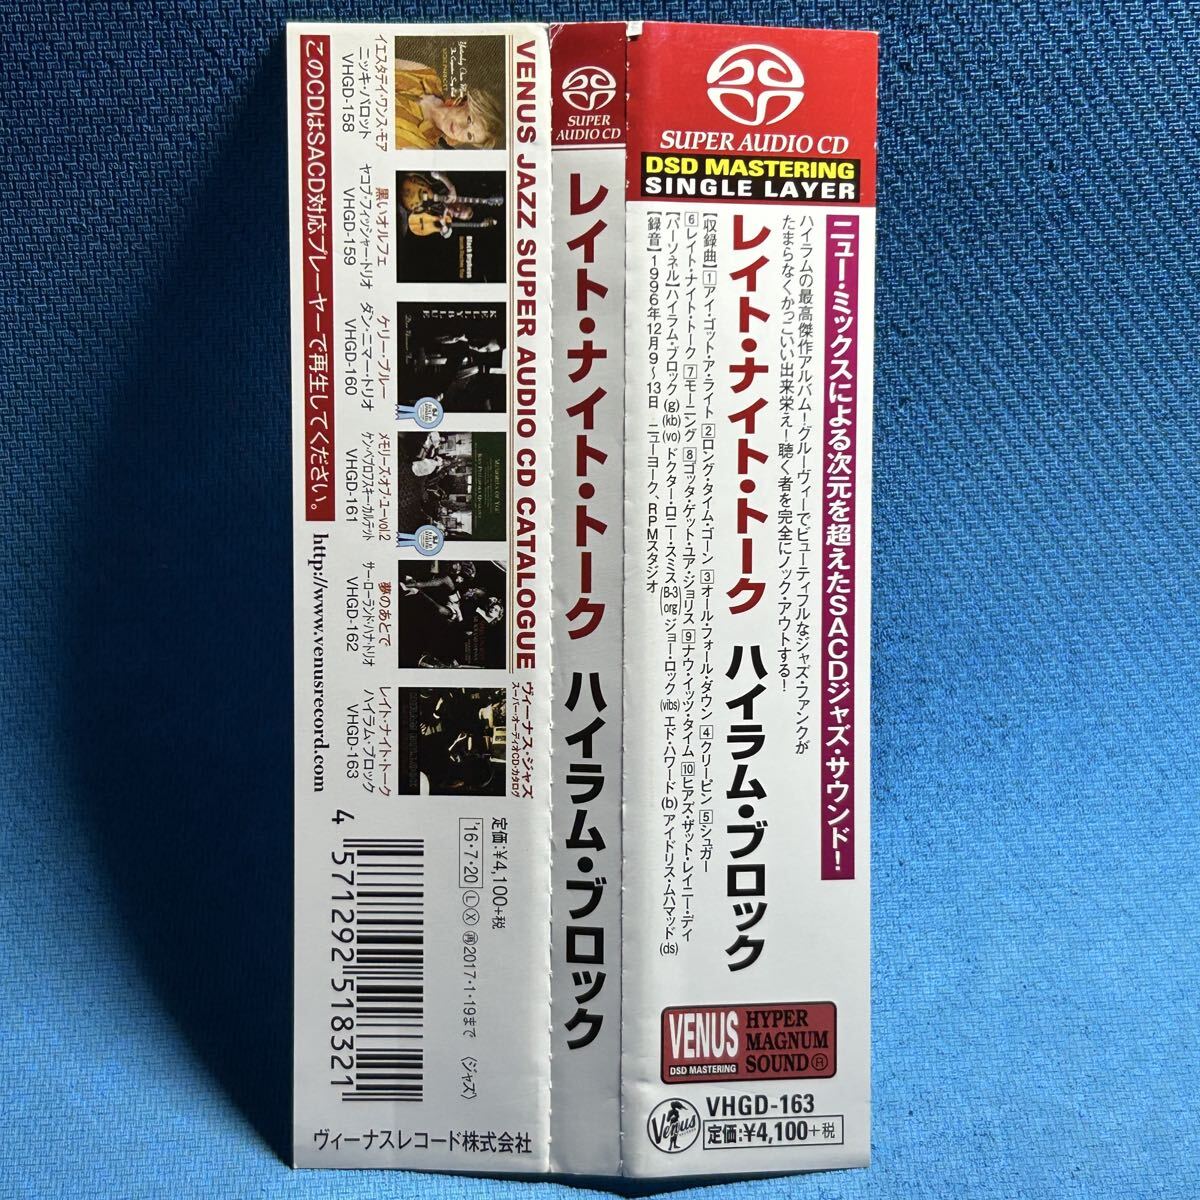 SUPER AUDIO CD
DSD MASTERING
SINGLE LAYER
ニュー・ミックスによる次元を超えたSACDジャズ・サウンド!
ハイラムの最高傑作アルバム!グルーヴィーでビューティフルなジャズ・ファンクが
たまらなくかっこいい出来栄え!聴く者を完全にノック・アウトする!
レイト・ナイト・トーク ハイラム・ブロック
【収録曲】1アイ・ゴット・ア・ライト 2ロング・タイム・ゴーン 3オール・フォール・ダウン 4クリーピン 5シュガー
6レイト・ナイト・トーク 7モーニング 8ゴッタ・ゲット・ユア・ジョリス 9ナウ・イッツ・タイム 10ヒアズ・ザット・レイニー・デイ
【パーソネル】ハイラム・ブロック(g)(kb)(vo) ドクター・ロニー・スミス(B-3 org) ジョー・ロック(vibs) エド・ハワード(b) アイドリス・ムハマッド(ds)
【録音】1996年12月9〜13日 ニューヨーク、RPMスタジオ
VENUS
DSD MASTERING
HYPER
MAGNUM
SOUND®
Venus
VHGD-163
定価:¥4,100+税
SUPER
AUDIO CD
レイト・ナイト・トーク ハイラム・ブロック
VENUS JAZZ SUPER AUDIO CD CATALOGUE
ヴィーナス・ジャズ
スーパーオーディオCD・カタログ
イエスタデイ・ワンス・モア
ニッキ・パロット
VHGD-158
Black Orpheus
黒いオルフェ
ヤコブ・フィッシャー・トリオ
VHGD-159
KELLY BLUE
ケリー・ブルー
ダン・ニマー・トリオ
VHGD-160
メモリーズ・オブ・ユーvol.2
ケン・ペプロフスキー・カルテット
VHGD-161
夢のあとで
サー・ローランド・ハナ・トリオ
VHGD-162
レイト・ナイト・トーク
ハイラム・ブロック
VHGD-163
このCDはSACD対応プレーヤーで再生してください。
http://www.venusrecord.com
定価:¥4,100+税
'16・7・20 Ⓛ Ⓧ 再2017・1・19まで 〈ジャズ〉
4 571292 518321
ヴィーナスレコード株式会社